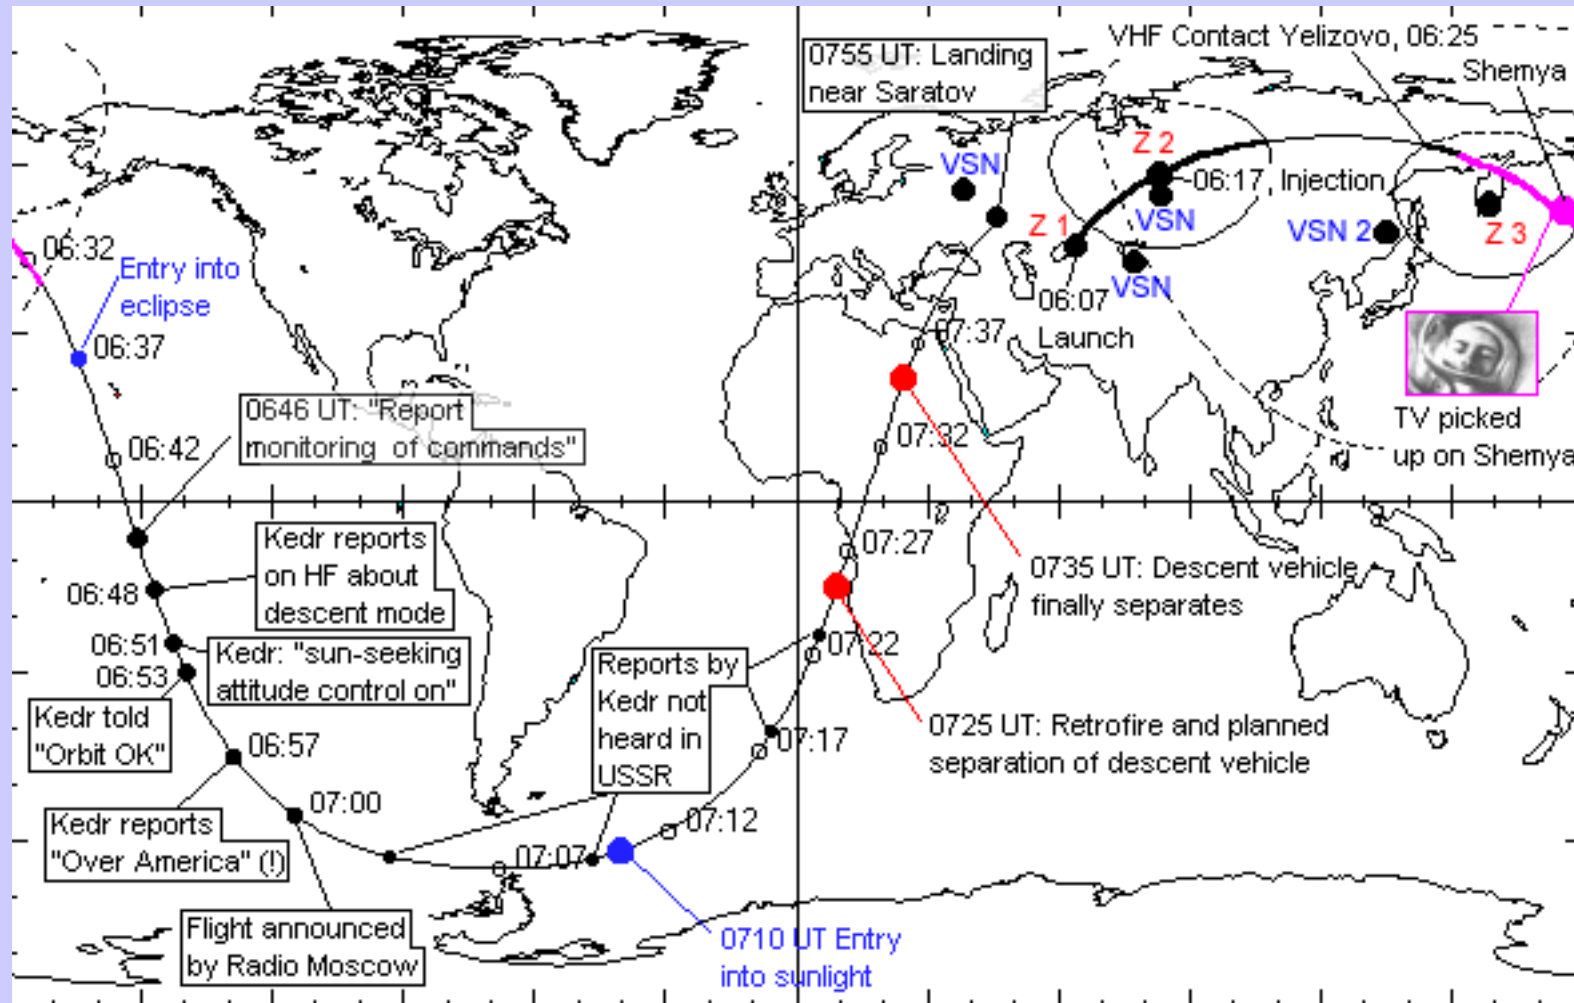 0755 UT: Landing
near Saratov
VHF Contact Yelizovo, 06:25
Shemya
VSN
Z 2
06:17, Injection
VSN
Z 1
VSN
VSN 2
Z 3
06:07
Launch
06:32
Entry into
eclipse
06:37
07:37
TV picked
up on Shemya
0646 UT: "Report
monitoring of commands"
06:42
07:32
Kedr reports
on HF about
descent mode
06:48
07:27
0735 UT: Descent vehicle
finally separates
06:51
Kedr: "sun-seeking
attitude control on"
06:53
Kedr told
"Orbit OK"
Reports by
Kedr not
heard in
USSR
07:22
0725 UT: Retrofire and planned
separation of descent vehicle
06:57
07:17
07:00
07:12
Kedr reports
"Over America" (!)
07:07
Flight announced
by Radio Moscow
0710 UT Entry
into sunlight